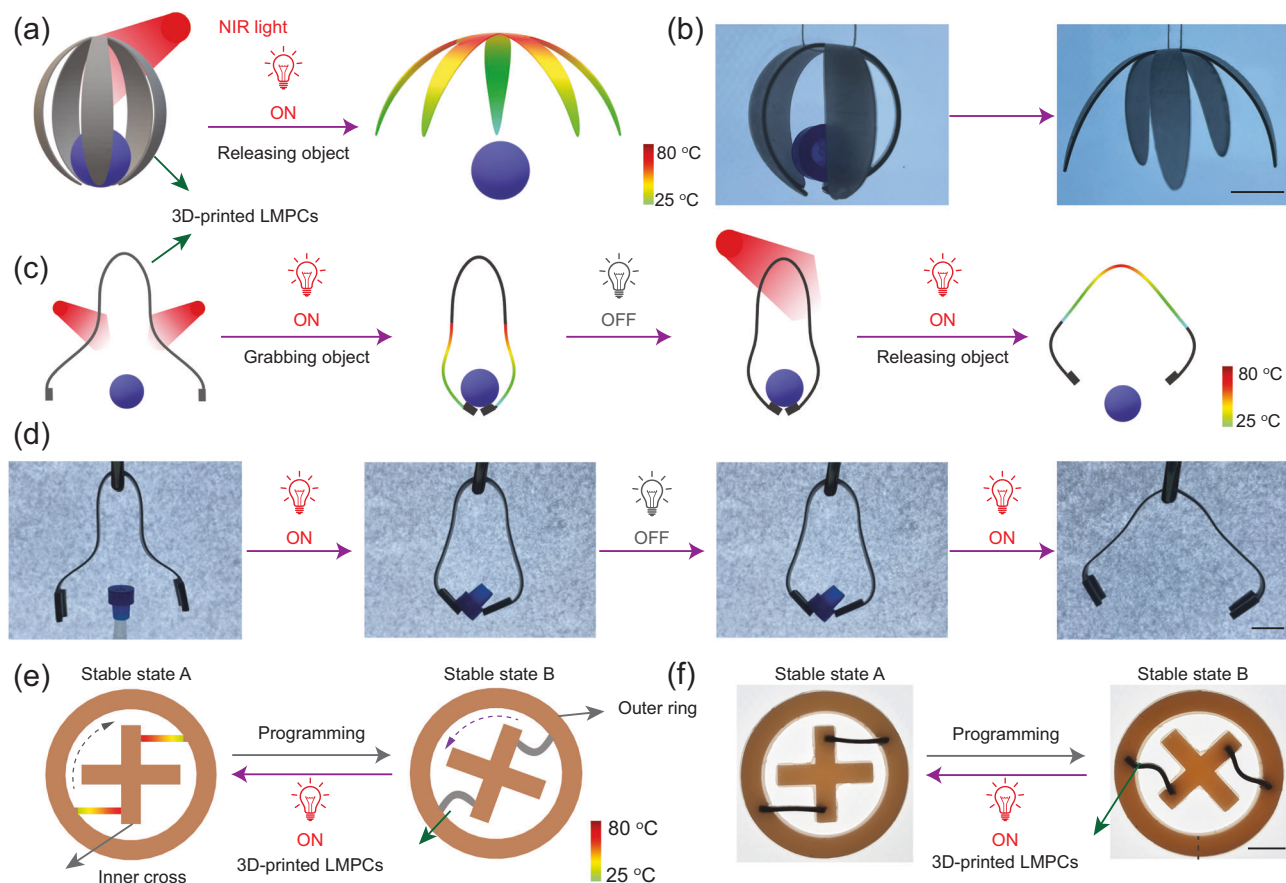 (a)
NIR light
ON
Releasing object
80 °C
25 °C
(b)
3D-printed LMPCs
(c)
ON
Grabbing object
OFF
ON
Releasing object
80 °C
25 °C
(d)
ON
OFF
ON
(e)
Stable state A
Stable state B
Outer ring
Programming
ON
3D-printed LMPCs
Inner cross
80 °C
25 °C
(f)
Stable state A
Stable state B
Programming
ON
3D-printed LMPCs